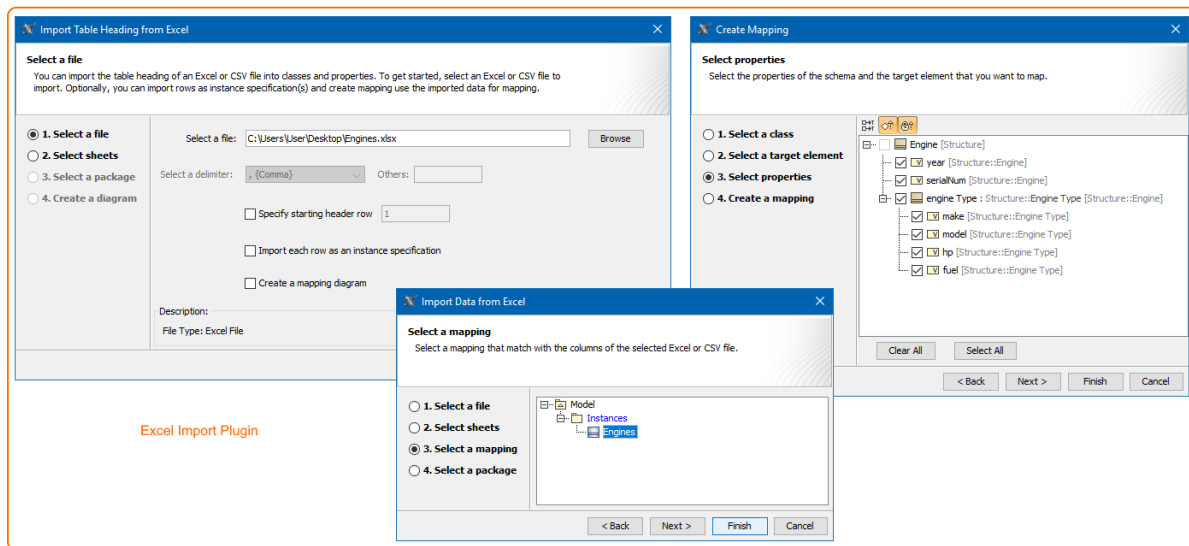 Import Table Heading from Excel
Select a file
You can import the table heading of an Excel or CSV file into classes and properties. To get started, select an Excel or CSV file to
import. Optionally, you can import rows as instance specification(s) and create mapping use the imported data for mapping.
1. Select a file
2. Select sheets
3. Select a package
4. Create a diagram
Select a file: C:\Users\User\Desktop\Engines.xlsx Browse
Select a delimiter: , {Comma} Others:
Specify starting header row 1
Import each row as an instance specification
Create a mapping diagram
Description:
File Type: Excel File
Create Mapping
Select properties
Select the properties of the schema and the target element that you want to map.
1. Select a class
2. Select a target element
3. Select properties
4. Create a mapping
Engine [Structure]
V year [Structure::Engine]
V serialNum [Structure::Engine]
engine Type : Structure::Engine Type [Structure::Engine]
V make [Structure::Engine Type]
V model [Structure::Engine Type]
V hp [Structure::Engine Type]
V fuel [Structure::Engine Type]
Clear All Select All
< Back Next > Finish Cancel
Import Data from Excel
Select a mapping
Select a mapping that match with the columns of the selected Excel or CSV file.
1. Select a file
2. Select sheets
3. Select a mapping
4. Select a package
Model
Instances
Engines
< Back Next > Finish Cancel
Excel Import Plugin